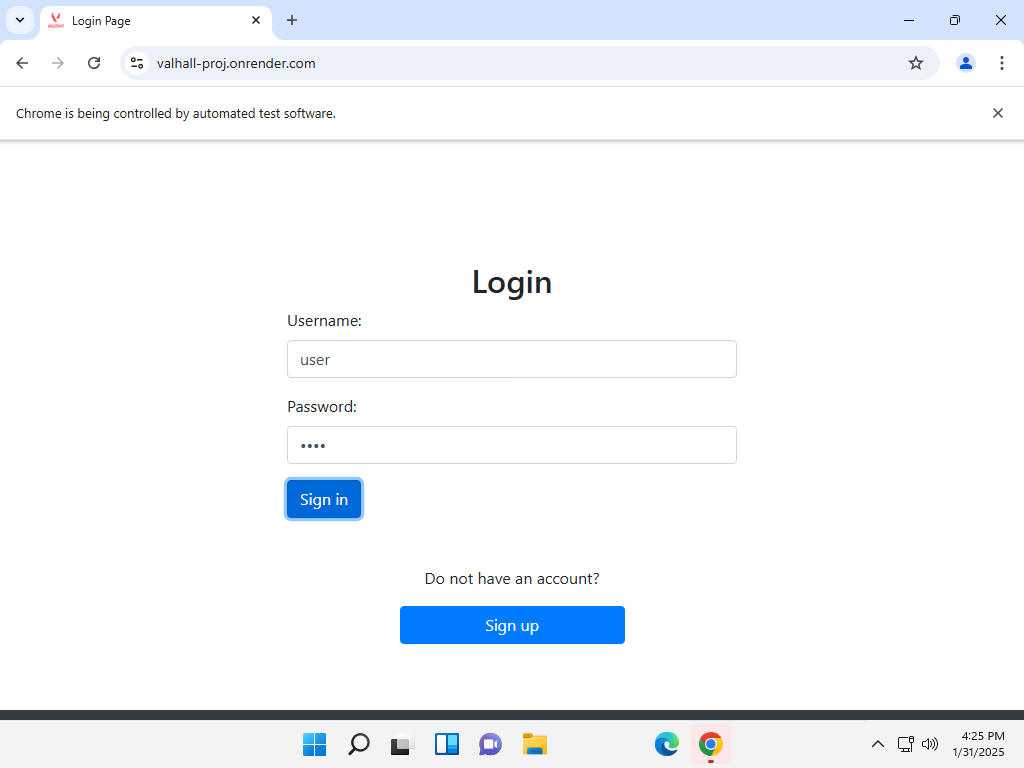 Login Page
valhall-proj.onrender.com
Chrome is being controlled by automated test software.
Login
Username:
user
Password:
••••
Sign in
Do not have an account?
Sign up
4:25 PM
1/31/2025